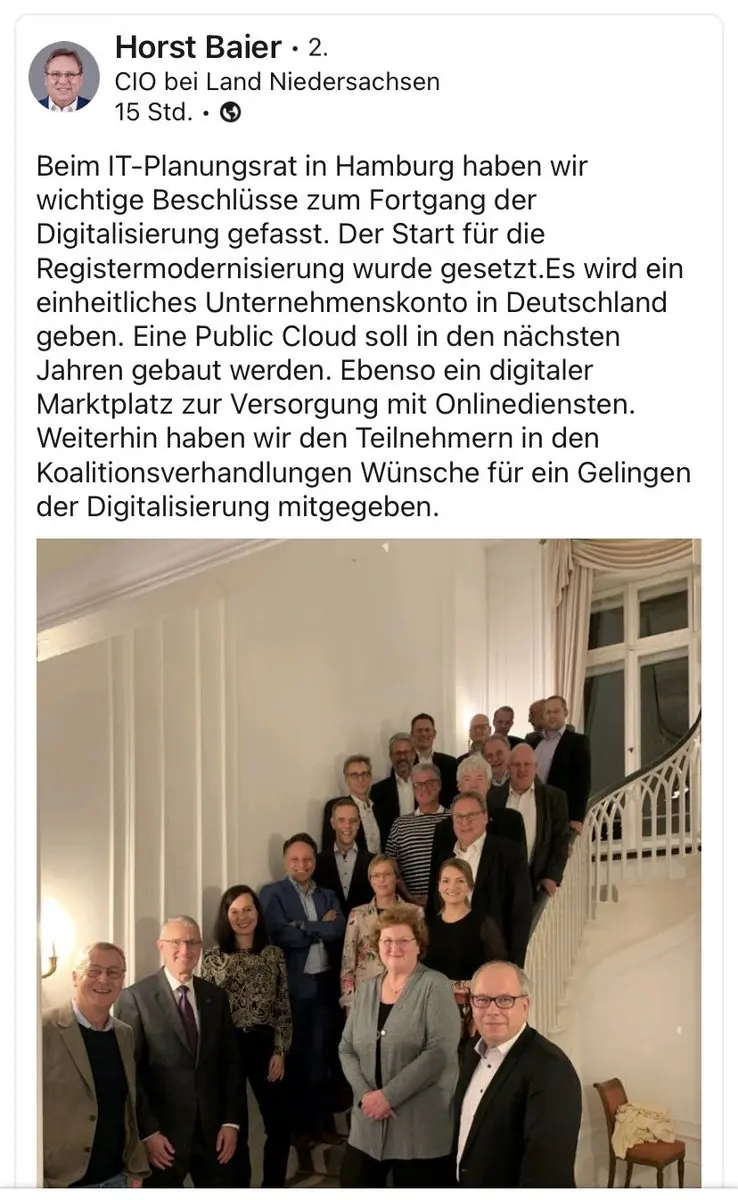 Horst Baier • 2.
CIO bei Land Niedersachsen
15 Std. •
Beim IT-Planungsrat in Hamburg haben wir
wichtige Beschlüsse zum Fortgang der
Digitalisierung gefasst. Der Start für die
Registermodernisierung wurde gesetzt.Es wird ein
einheitliches Unternehmenskonto in Deutschland
geben. Eine Public Cloud soll in den nächsten
Jahren gebaut werden. Ebenso ein digitaler
Marktplatz zur Versorgung mit Onlinediensten.
Weiterhin haben wir den Teilnehmern in den
Koalitionsverhandlungen Wünsche für ein Gelingen
der Digitalisierung mitgegeben.